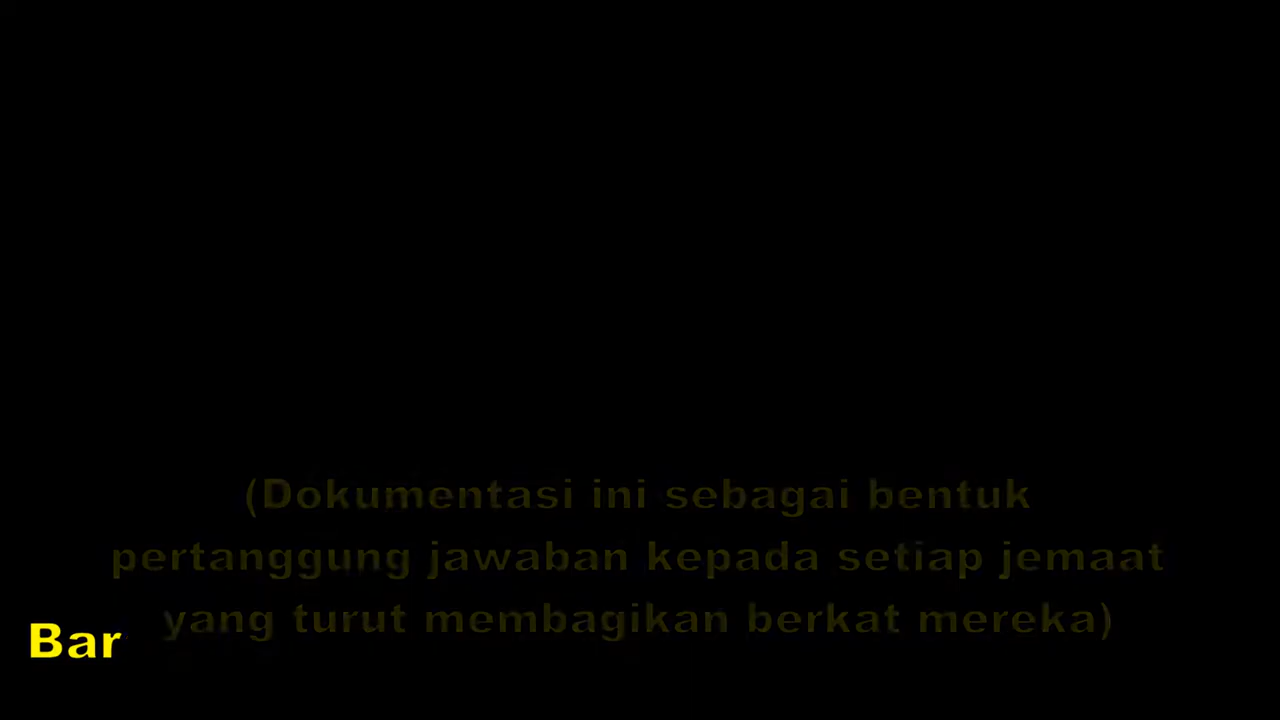 (Dokumentasi ini sebagai bentuk
pertanggung jawaban kepada setiap jemaat
yang turut membagikan berkat mereka)
Bar